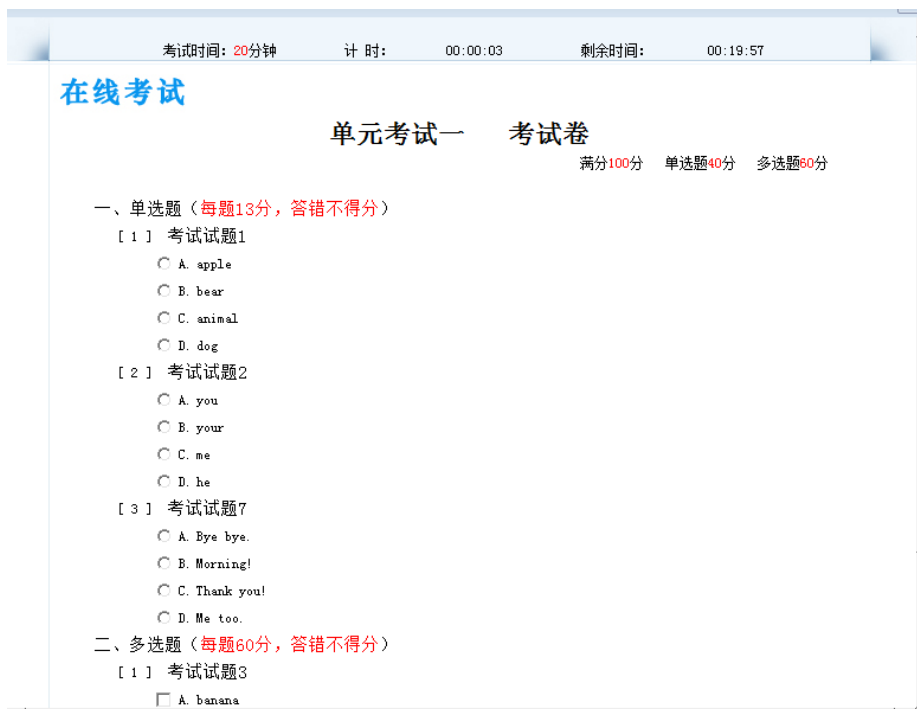 考试时间：20分钟 计 时： 00:00:03 剩余时间： 00:19:57
在线考试
单元考试一 考试卷
满分100分 单选题40分 多选题60分
一、单选题（每题13分，答错不得分）
[ 1 ] 考试试题1
A. apple
B. bear
C. animal
D. dog
[ 2 ] 考试试题2
A. you
B. your
C. me
D. he
[ 3 ] 考试试题7
A. Bye bye.
B. Morning!
C. Thank you!
D. Me too.
二、多选题（每题60分，答错不得分）
[ 1 ] 考试试题3
A. banana